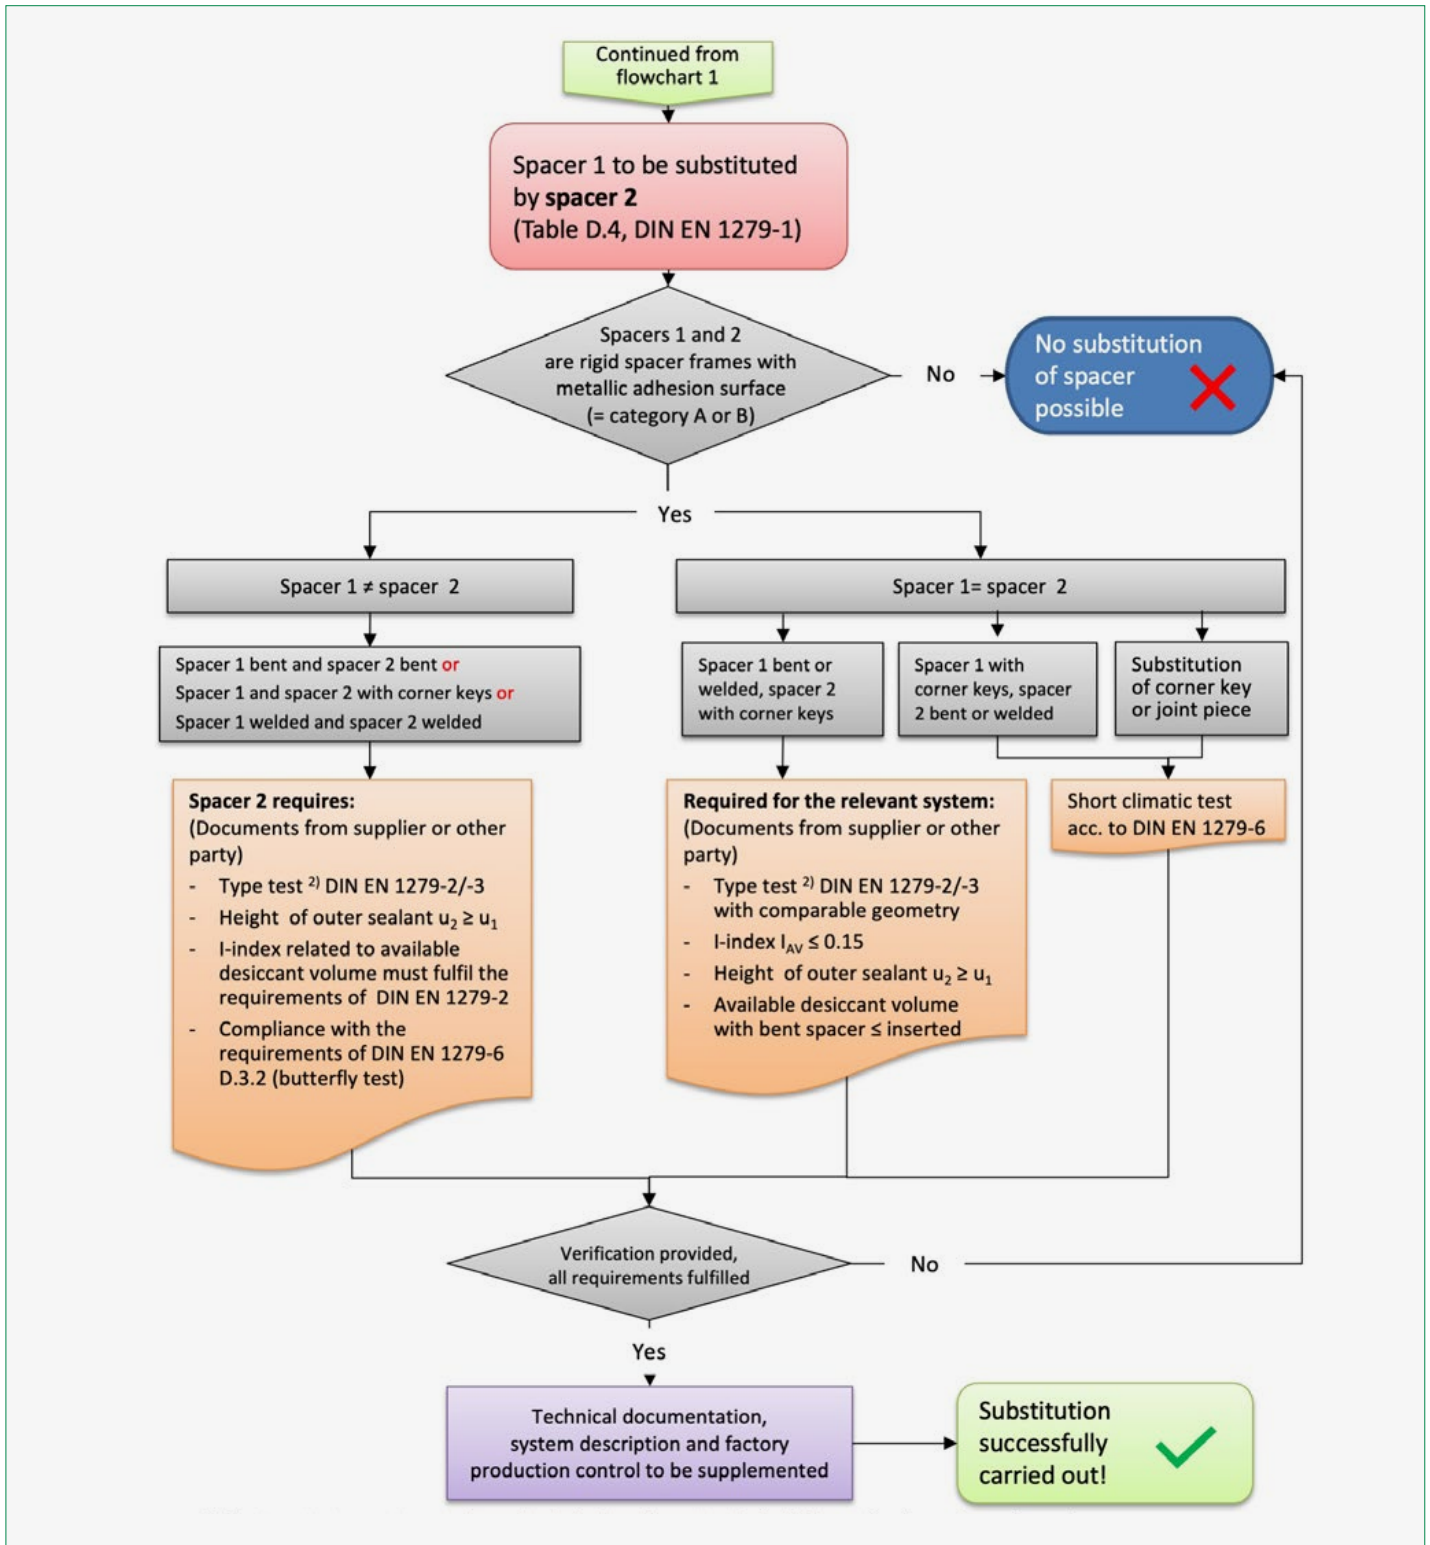 Continued from
flowchart 1
Spacer 1 to be substituted
by spacer 2
(Table D.4, DIN EN 1279-1)
Spacers 1 and 2
are rigid spacer frames with
metallic adhesion surface
(= category A or B)
No
No substitution
of spacer
possible
Yes
Spacer 1 ≠ spacer 2
Spacer 1= spacer 2
Spacer 1 bent and spacer 2 bent or
Spacer 1 and spacer 2 with corner keys or
Spacer 1 welded and spacer 2 welded
Spacer 1 bent or
welded, spacer 2
with corner keys
Spacer 1 with
corner keys, spacer
2 bent or welded
Substitution
of corner key
or joint piece
Spacer 2 requires:
(Documents from supplier or other
party)
- Type test ²⁾ DIN EN 1279-2/-3
- Height of outer sealant u₂ ≥ u₁
- I-index related to available
desiccant volume must fulfil the
requirements of DIN EN 1279-2
- Compliance with the
requirements of DIN EN 1279-6
D.3.2 (butterfly test)
Required for the relevant system:
(Documents from supplier or other
party)
- Type test ²⁾ DIN EN 1279-2/-3
with comparable geometry
- I-index I_AV ≤ 0.15
- Height of outer sealant u₂ ≥ u₁
- Available desiccant volume
with bent spacer ≤ inserted
Short climatic test
acc. to DIN EN 1279-6
Verification provided,
all requirements fulfilled
No
Yes
Technical documentation,
system description and factory
production control to be supplemented
Substitution
successfully
carried out!